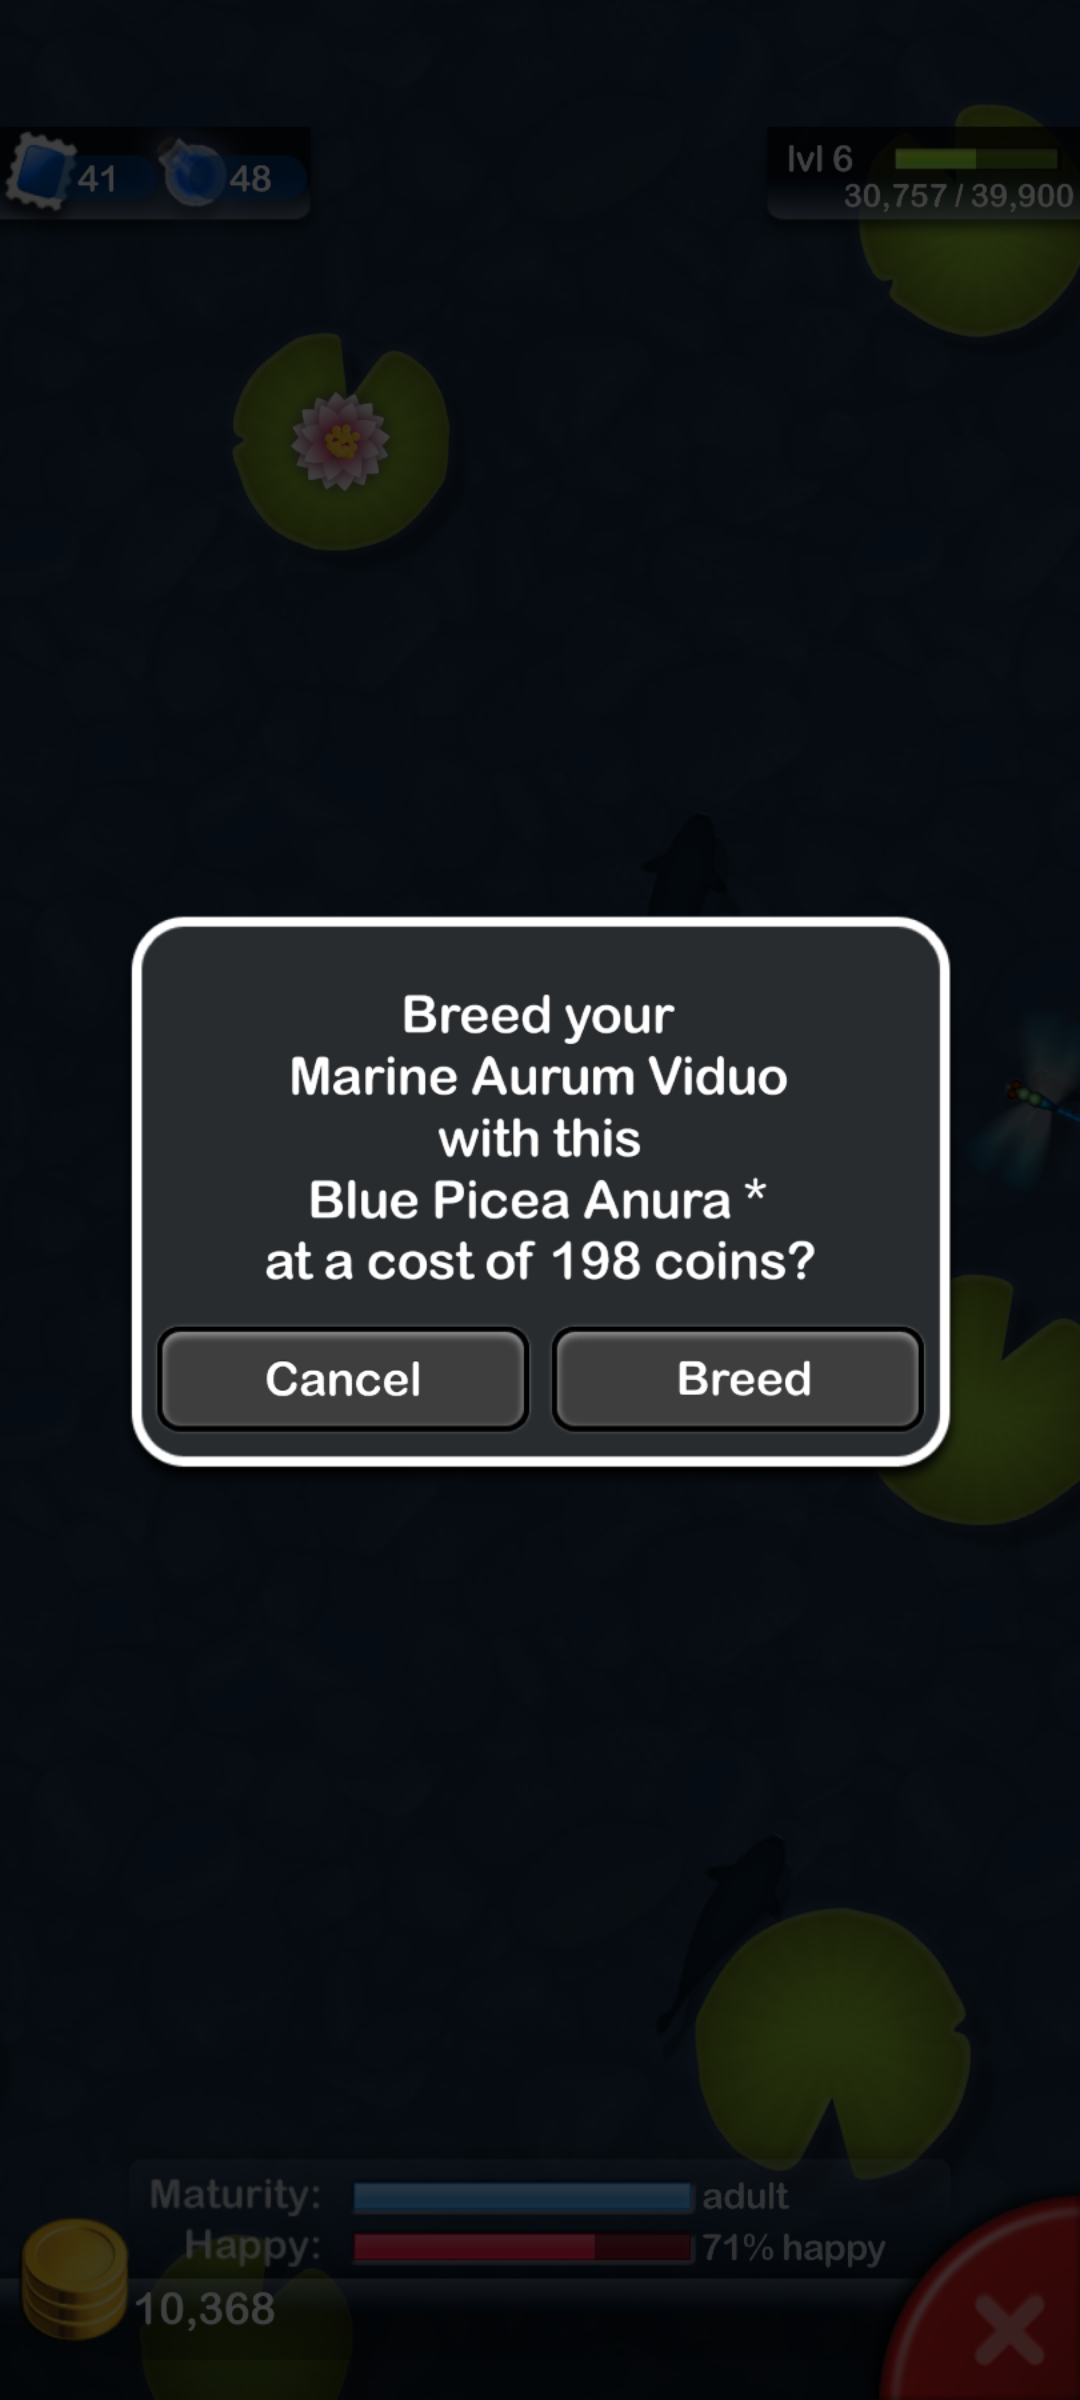 41
48
lvl 6
30,757 / 39,900
Breed your
Marine Aurum Viduo
with this
Blue Picea Anura *
at a cost of 198 coins?
Cancel
Breed
Maturity:
adult
Happy:
71% happy
10,368